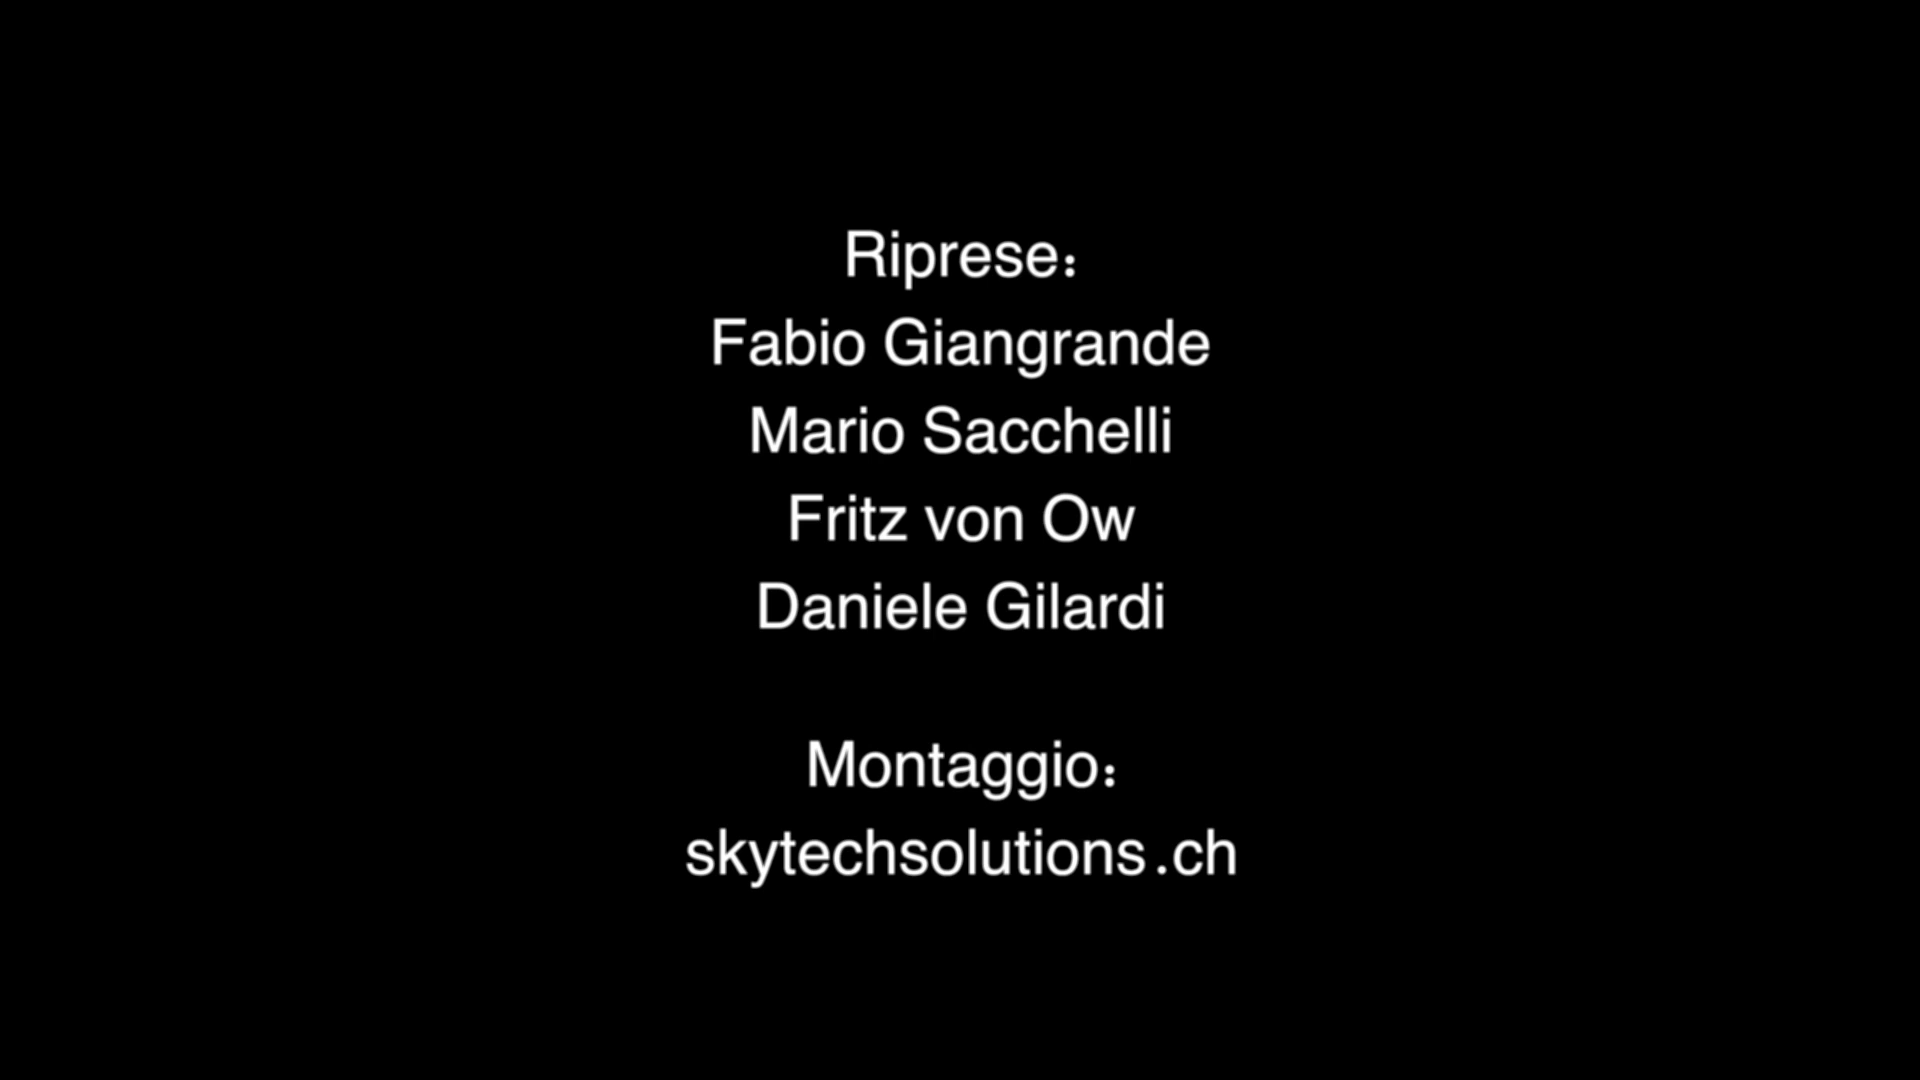 Riprese:
Fabio Giangrande
Mario Sacchelli
Fritz von Ow
Daniele Gilardi
Montaggio:
skytechsolutions.ch